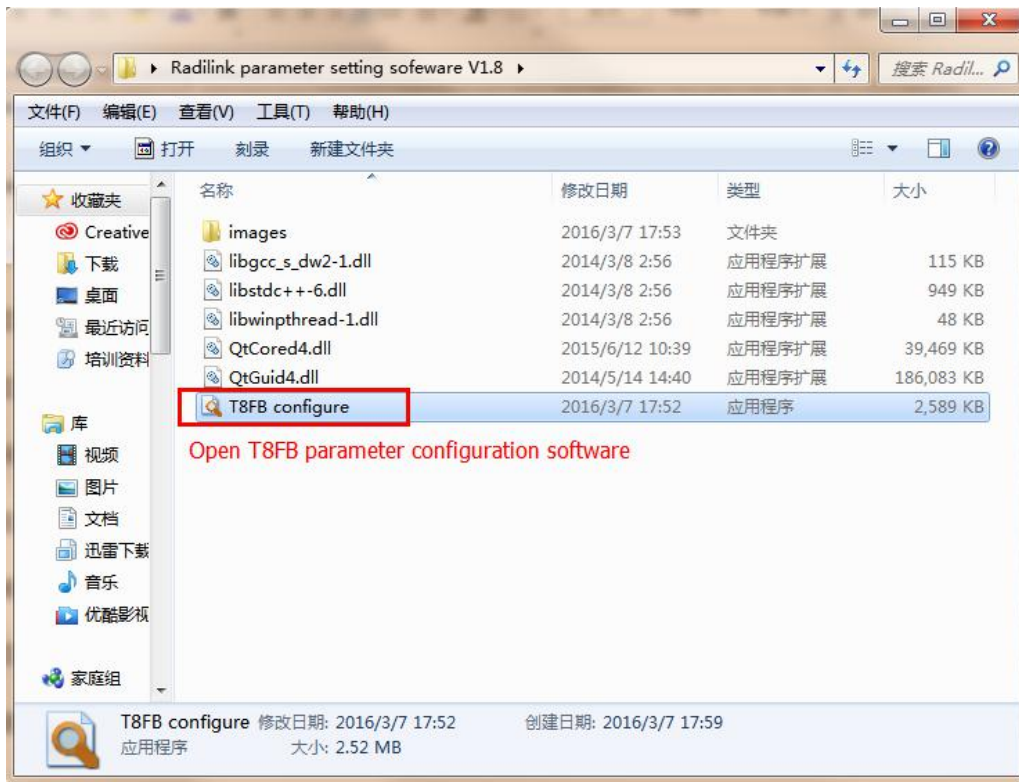 Radilink parameter setting sofeware V1.8
搜索 Radil...
文件(F) 编辑(E) 查看(V) 工具(T) 帮助(H)
组织 打开 刻录 新建文件夹
收藏夹
Creative
下载
桌面
最近访问
培训资料
库
视频
图片
文档
迅雷下载
音乐
优酷影视
家庭组
名称 修改日期 类型 大小
images 2016/3/7 17:53 文件夹
libgcc_s_dw2-1.dll 2014/3/8 2:56 应用程序扩展 115 KB
libstdc++-6.dll 2014/3/8 2:56 应用程序扩展 949 KB
libwinpthread-1.dll 2014/3/8 2:56 应用程序扩展 48 KB
QtCored4.dll 2015/6/12 10:39 应用程序扩展 39,469 KB
QtGuid4.dll 2014/5/14 14:40 应用程序扩展 186,083 KB
T8FB configure 2016/3/7 17:52 应用程序 2,589 KB
Open T8FB parameter configuration software
T8FB configure 修改日期: 2016/3/7 17:52 创建日期: 2016/3/7 17:59
应用程序 大小: 2.52 MB